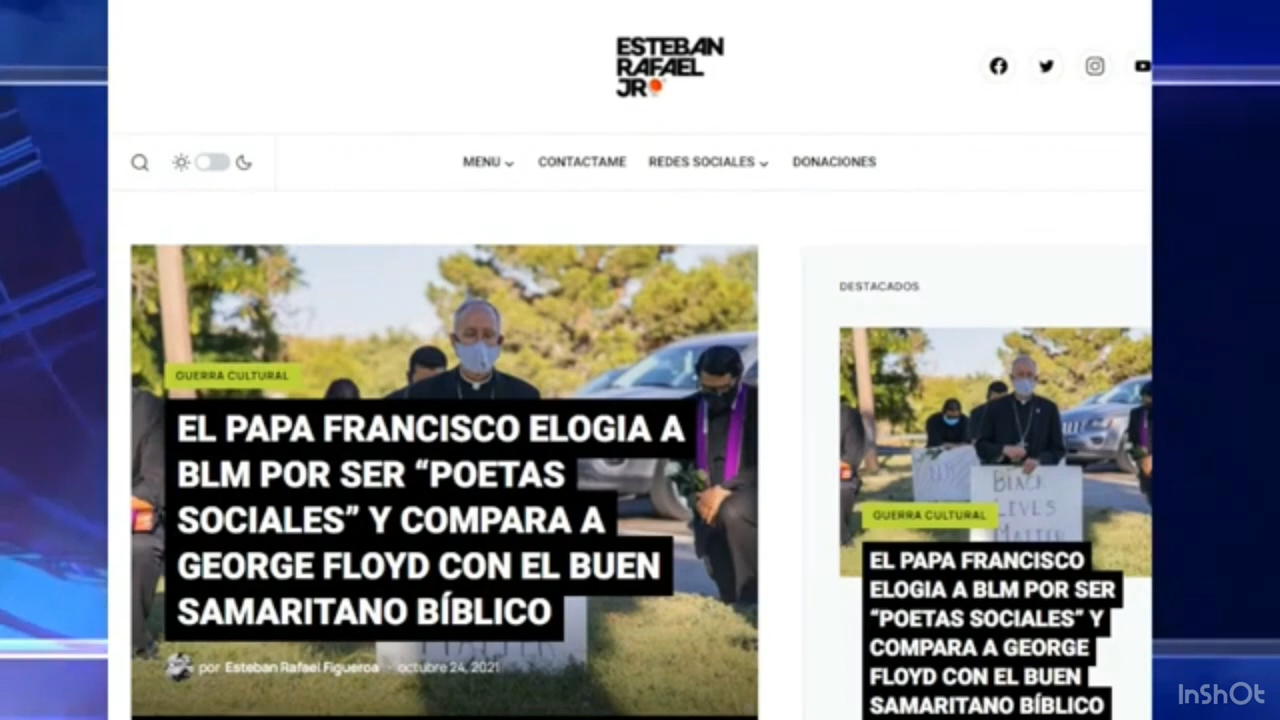 ESTEBAN
RAFAEL
JR
MENU
CONTACTAME
REDES SOCIALES
DONACIONES
GUERRA CULTURAL
EL PAPA FRANCISCO ELOGIA A
BLM POR SER “POETAS
SOCIALES” Y COMPARA A
GEORGE FLOYD CON EL BUEN
SAMARITANO BÍBLICO
por Esteban Rafael Figueroa · octubre 24, 2021
DESTACADOS
BLACK
LIVES
MATTER
GUERRA CULTURAL
EL PAPA FRANCISCO
ELOGIA A BLM POR SER
“POETAS SOCIALES” Y
COMPARA A GEORGE
FLOYD CON EL BUEN
SAMARITANO BÍBLICO
InShOt